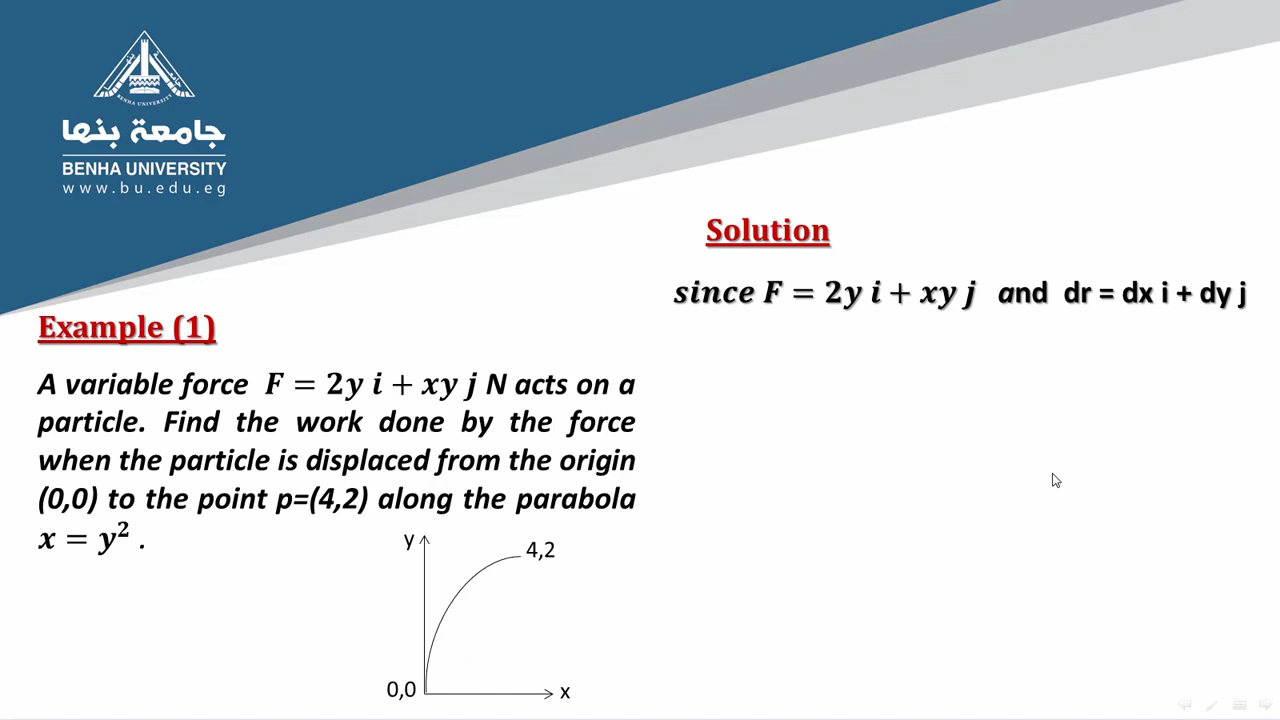 BENHA UNIVERSITY
جامعة بنها
BENHA UNIVERSITY
www.bu.edu.eg
Example (1)
A variable force F = 2y i + xy j N acts on a
particle. Find the work done by the force
when the particle is displaced from the origin
(0,0) to the point p=(4,2) along the parabola
x = y² .
y
4,2
0,0
x
Solution
since F = 2y i + xy j and dr = dx i + dy j